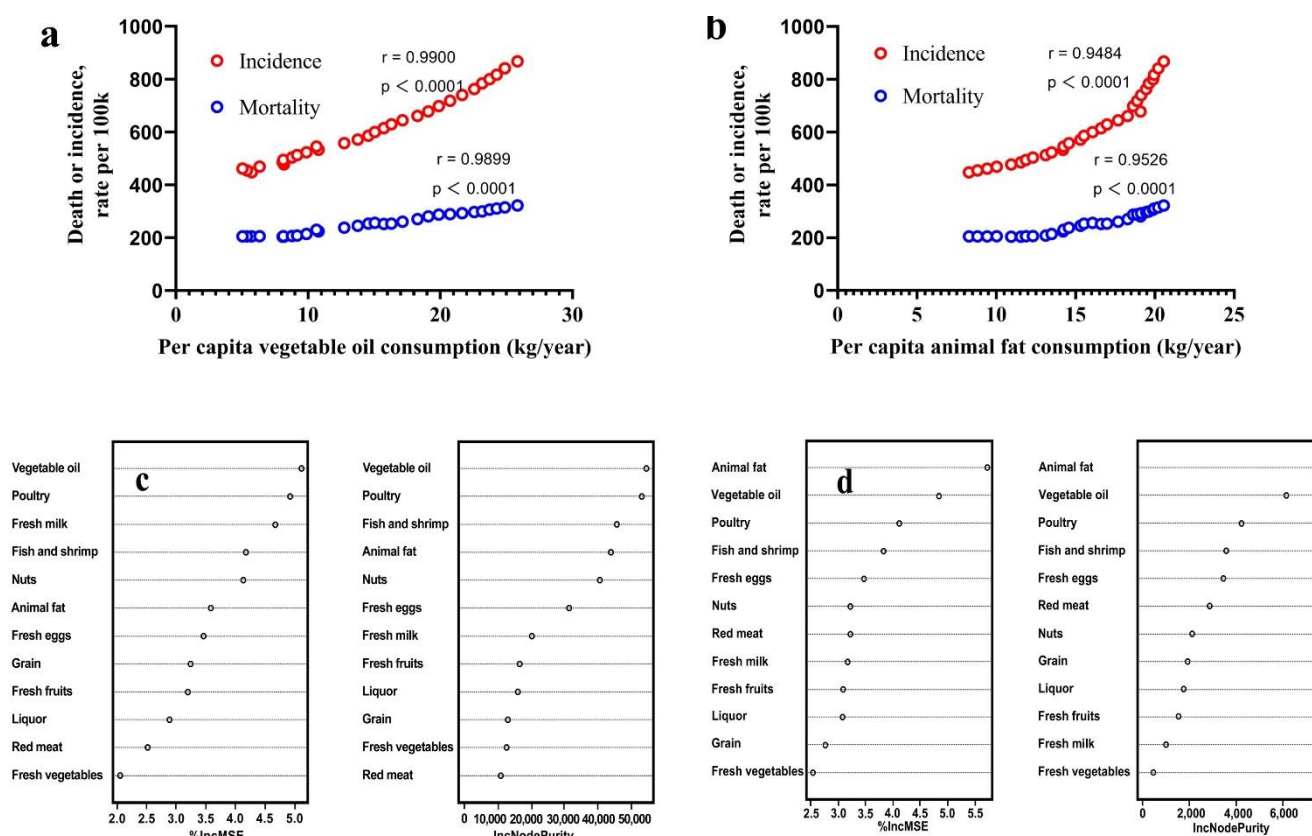 a
1000
800
600
400
200
0
Death or incidence,
rate per 100k
Incidence
Mortality
r = 0.9900
p < 0.0001
r = 0.9899
p < 0.0001
0 10 20 30
Per capita vegetable oil consumption (kg/year)
b
1000
800
600
400
200
0
Death or incidence,
rate per 100k
Incidence
Mortality
r = 0.9484
p < 0.0001
r = 0.9526
p < 0.0001
0 5 10 15 20 25
Per capita animal fat consumption (kg/year)
c
Vegetable oil
Poultry
Fresh milk
Fish and shrimp
Nuts
Animal fat
Fresh eggs
Grain
Fresh fruits
Liquor
Red meat
Fresh vegetables
2.0 2.5 3.0 3.5 4.0 4.5 5.0
%IncMSE
Vegetable oil
Poultry
Fish and shrimp
Animal fat
Nuts
Fresh eggs
Fresh milk
Fresh fruits
Liquor
Grain
Fresh vegetables
Red meat
0 10,000 20,000 30,000 40,000 50,000
IncNodePurity
d
Animal fat
Vegetable oil
Poultry
Fish and shrimp
Fresh eggs
Nuts
Red meat
Fresh milk
Fresh fruits
Liquor
Grain
Fresh vegetables
2.5 3.0 3.5 4.0 4.5 5.0 5.5
%IncMSE
Animal fat
Vegetable oil
Poultry
Fish and shrimp
Fresh eggs
Red meat
Nuts
Grain
Liquor
Fresh fruits
Fresh milk
Fresh vegetables
0 2,000 4,000 6,000
IncNodePurity